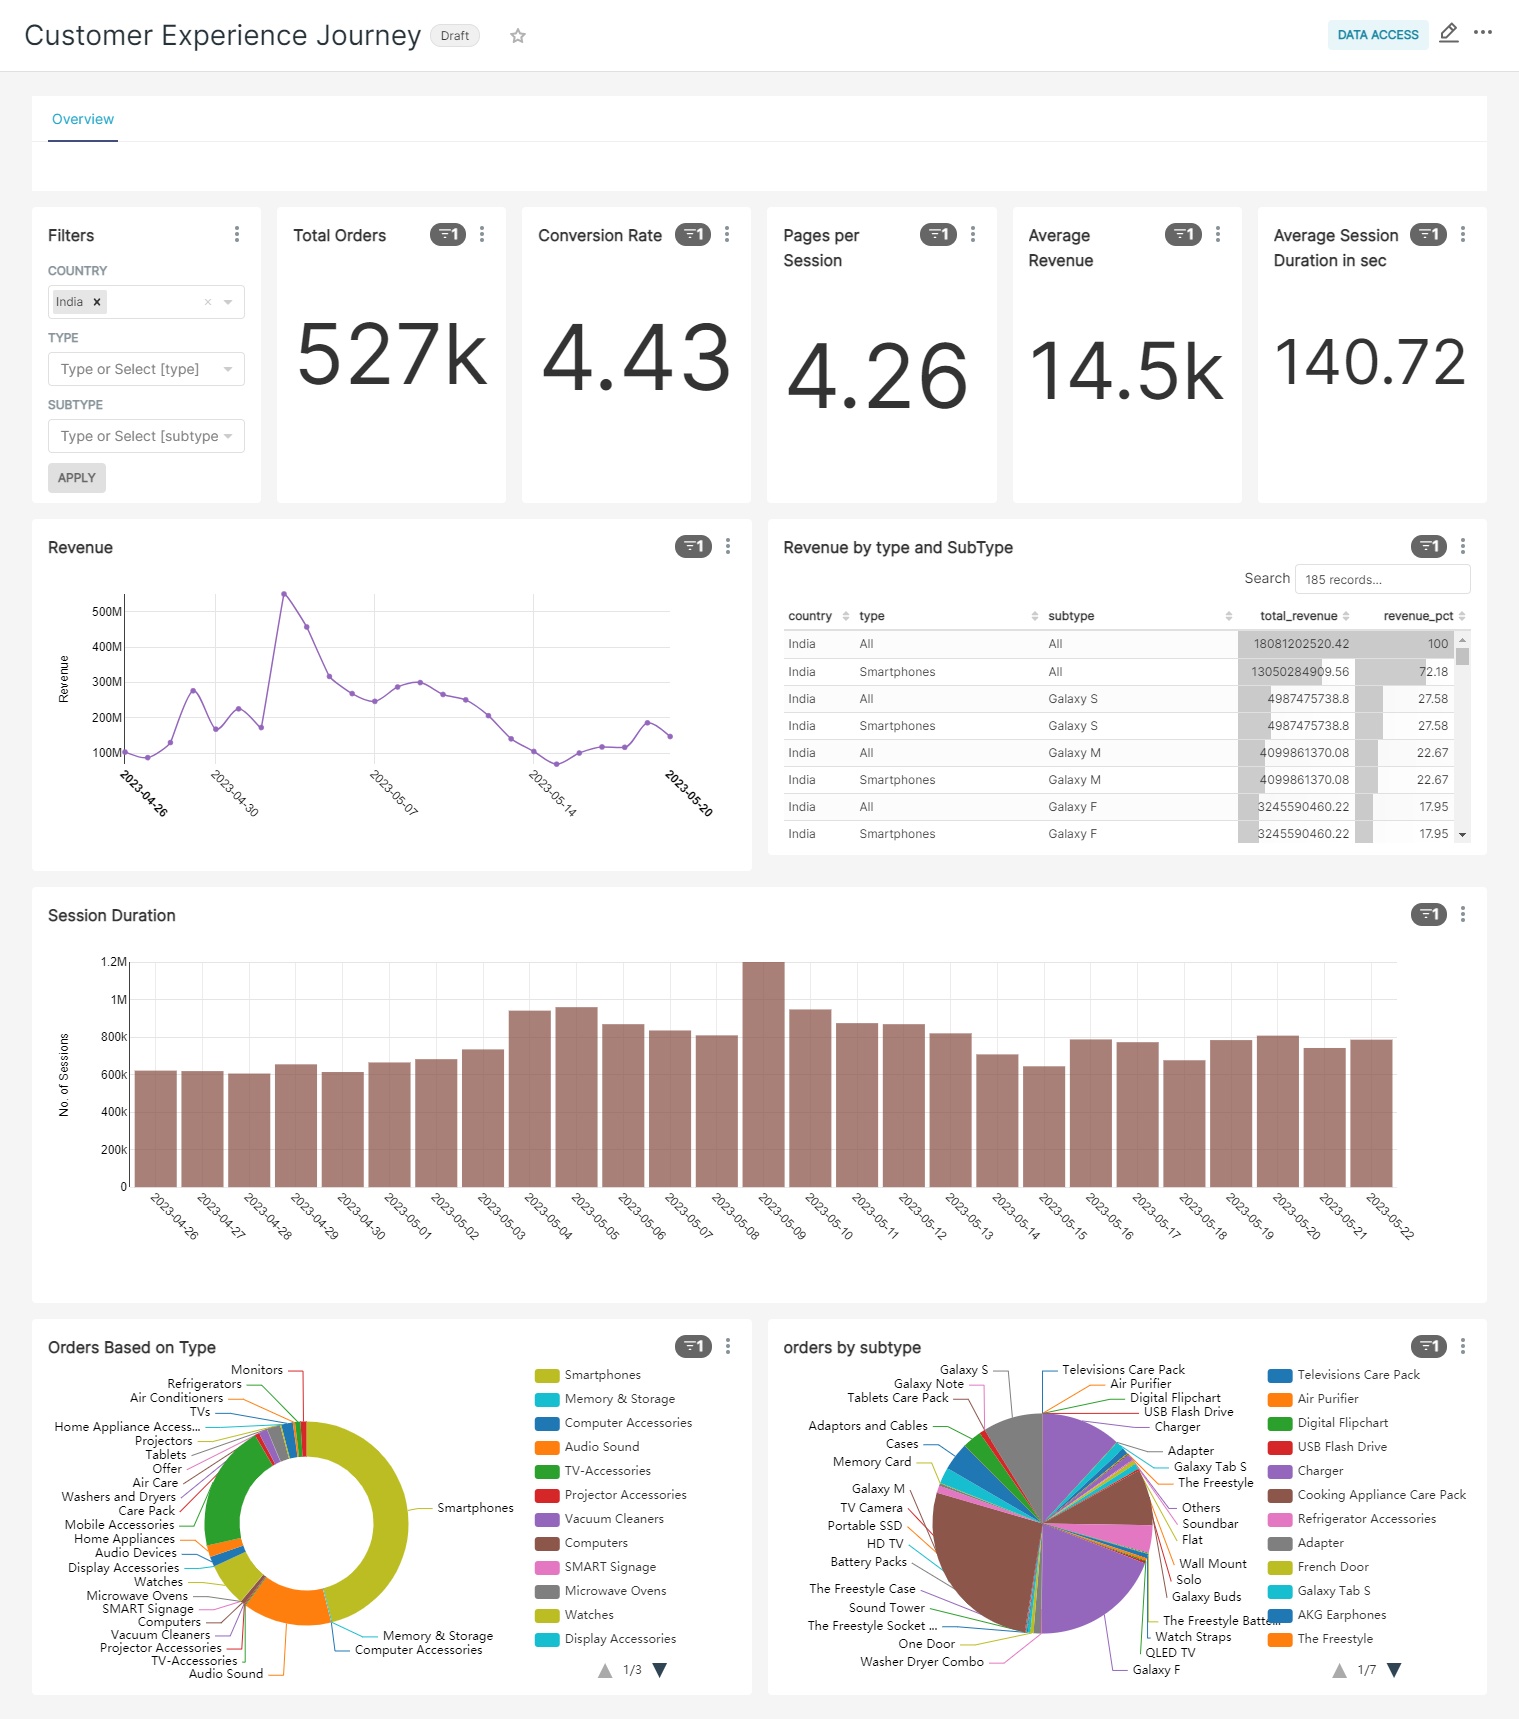 Customer Experience Journey
Draft
DATA ACCESS
Overview
Filters
COUNTRY
India ×
TYPE
Type or Select [type]
SUBTYPE
Type or Select [subtype
APPLY
Total Orders
1
527k
Conversion Rate
1
4.43
Pages per
Session
1
4.26
Average
Revenue
1
14.5k
Average Session
Duration in sec
1
140.72
Revenue
1
Revenue
500M
400M
300M
200M
100M
2023-04-26
2023-04-30
2023-05-07
2023-05-14
2023-05-20
Revenue by type and SubType
1
Search 185 records...
country type subtype total_revenue revenue_pct
India All All 18081202520.42 100
India Smartphones All 13050284909.56 72.18
India All Galaxy S 4987475738.8 27.58
India Smartphones Galaxy S 4987475738.8 27.58
India All Galaxy M 4099861370.08 22.67
India Smartphones Galaxy M 4099861370.08 22.67
India All Galaxy F 3245590460.22 17.95
India Smartphones Galaxy F 3245590460.22 17.95
Session Duration
1
No. of Sessions
1.2M
1M
800k
600k
400k
200k
0
2023-04-26
2023-04-27
2023-04-28
2023-04-29
2023-04-30
2023-05-01
2023-05-02
2023-05-03
2023-05-04
2023-05-05
2023-05-06
2023-05-07
2023-05-08
2023-05-09
2023-05-10
2023-05-11
2023-05-12
2023-05-13
2023-05-14
2023-05-15
2023-05-16
2023-05-17
2023-05-18
2023-05-19
2023-05-20
2023-05-21
2023-05-22
Orders Based on Type
1
Monitors
Refrigerators
Air Conditioners
TVs
Home Appliance Access...
Projectors
Tablets
Offer
Air Care
Washers and Dryers
Care Pack
Mobile Accessories
Home Appliances
Audio Devices
Display Accessories
Watches
Microwave Ovens
SMART Signage
Computers
Vacuum Cleaners
Projector Accessories
TV-Accessories
Audio Sound
Smartphones
Memory & Storage
Computer Accessories
Smartphones
Memory & Storage
Computer Accessories
Audio Sound
TV-Accessories
Projector Accessories
Vacuum Cleaners
Computers
SMART Signage
Microwave Ovens
Watches
Display Accessories
1/3
orders by subtype
1
Galaxy S
Galaxy Note
Tablets Care Pack
Adaptors and Cables
Cases
Memory Card
Galaxy M
TV Camera
Portable SSD
HD TV
Battery Packs
The Freestyle Case
Sound Tower
The Freestyle Socket ...
One Door
Washer Dryer Combo
Televisions Care Pack
Air Purifier
Digital Flipchart
USB Flash Drive
Charger
Adapter
Galaxy Tab S
The Freestyle
Others
Soundbar
Flat
Wall Mount
Solo
Galaxy Buds
The Freestyle Batte...
Watch Straps
QLED TV
Galaxy F
Televisions Care Pack
Air Purifier
Digital Flipchart
USB Flash Drive
Charger
Cooking Appliance Care Pack
Refrigerator Accessories
Adapter
French Door
Galaxy Tab S
AKG Earphones
The Freestyle
1/7